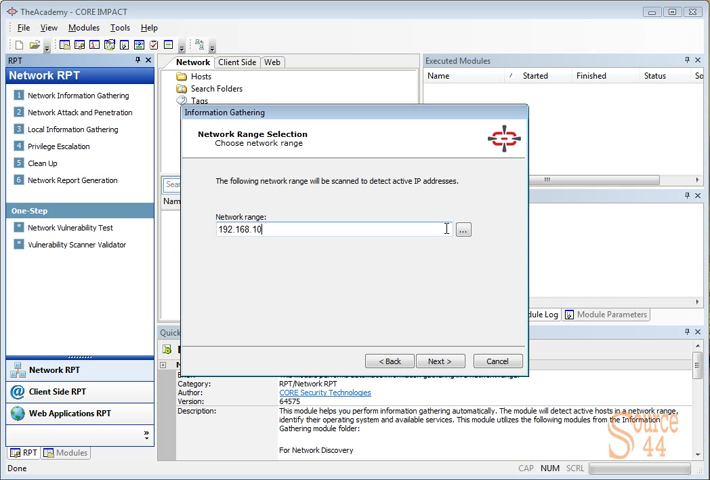 TheAcademy - CORE IMPACT
File View Modules Tools Help
RPT
Network RPT
1 Network Information Gathering
2 Network Attack and Penetration
3 Local Information Gathering
4 Privilege Escalation
5 Clean Up
6 Network Report Generation
One-Step
* Network Vulnerability Test
* Vulnerability Scanner Validator
Network RPT
Client Side RPT
Web Applications RPT
RPT Modules
Done
Network Client Side Web
Hosts
Search Folders
Tags
Executed Modules
Name Started Finished Status
Information Gathering
Network Range Selection
Choose network range
The following network range will be scanned to detect active IP addresses.
Network range:
192.168.10
...
< Back Next > Cancel
Module Parameters
Category: RPT/Network RPT
Author: CORE Security Technologies
Version: 64575
Description: This module helps you perform information gathering automatically. The module will detect active hosts in a network range,
identify their operating system and available services. This module utilizes the following modules from the Information
Gathering module folder:
For Network Discovery
Source
44
CAP NUM SCRL